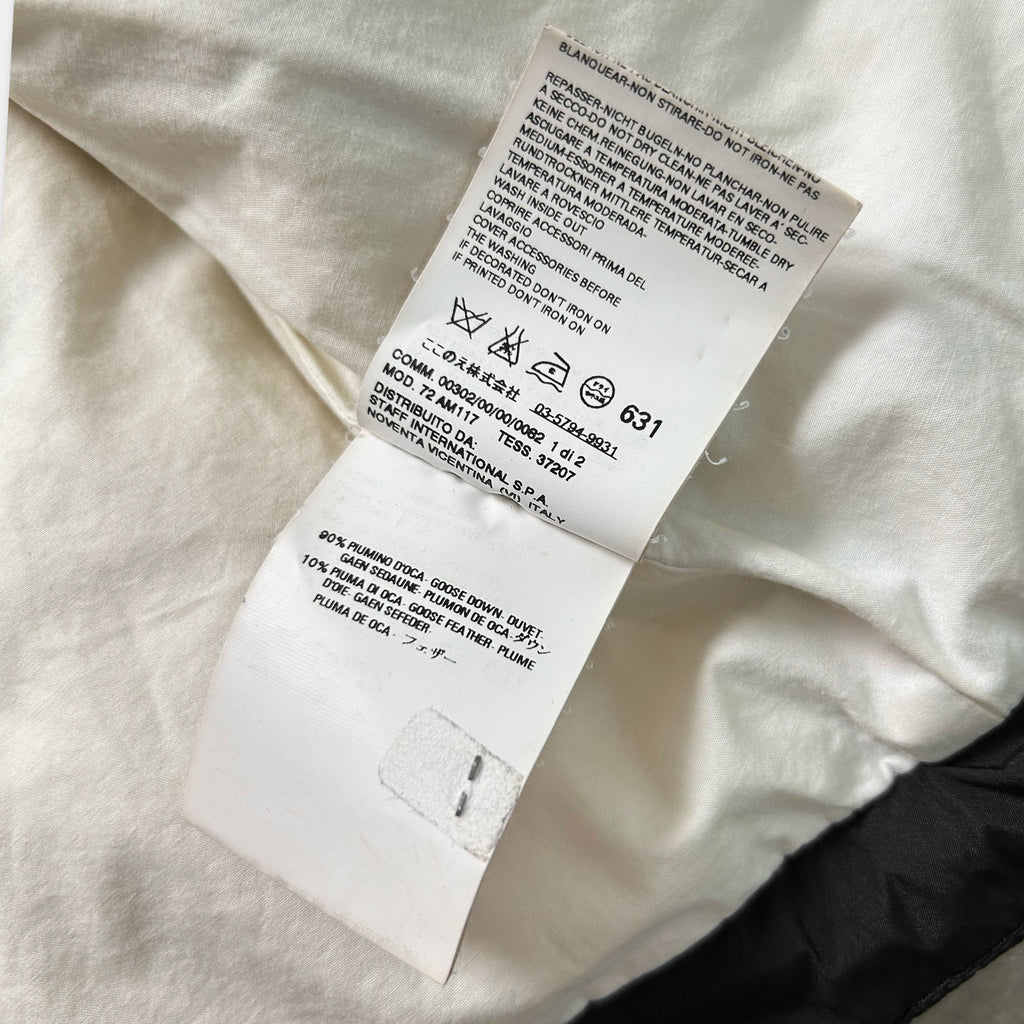 BLANQUEAR-NON STIRARE-DO NOT IRON-NE PAS
REPASSER-NICHT BUGELN-NO PLANCHAR-NON PULIRE
A SECCO-DO NOT DRY CLEAN-NE PAS LAVER A' SEC-
KEINE CHEM.REINEGUNG-NON LAVAR EN SECO-
ASCIUGARE A TEMPERATURA MODERATA-TUMBLE DRY
MEDIUM-ESSORER A TEMPERATURE MODEREE-
RUNDTROCKNER MITTLERE TEMPERATUR-SECAR A
TEMPERATURA MODERADA-
LAVARE A ROVESCIO
WASH INSIDE OUT
COPRIRE ACCESSORI PRIMA DEL
LAVAGGIO
COVER ACCESSORIES BEFORE
THE WASHING
IF DECORATED DON'T IRON ON
IF PRINTED DON'T IRON ON
ドライ
631
ここのえ株式会社 03-5794-9931
COMM. 00302/00/00/0082 1 di 2
MOD. 72 AM117 TESS. 37207
DISTRIBUITO DA:
STAFF INTERNATIONAL S.P.A.
NOVENTA VICENTINA (VI) ITALY
90% PIUMINO D'OCA- GOOSE DOWN. DUVET-
GAEN SEDAUNE- PLUMON DE OCA-ダウン
10% PIUMA DI OCA- GOOSE FEATHER- PLUME
D'OIE- GAEN SEFEDER-
PLUMA DE OCA- フェザー